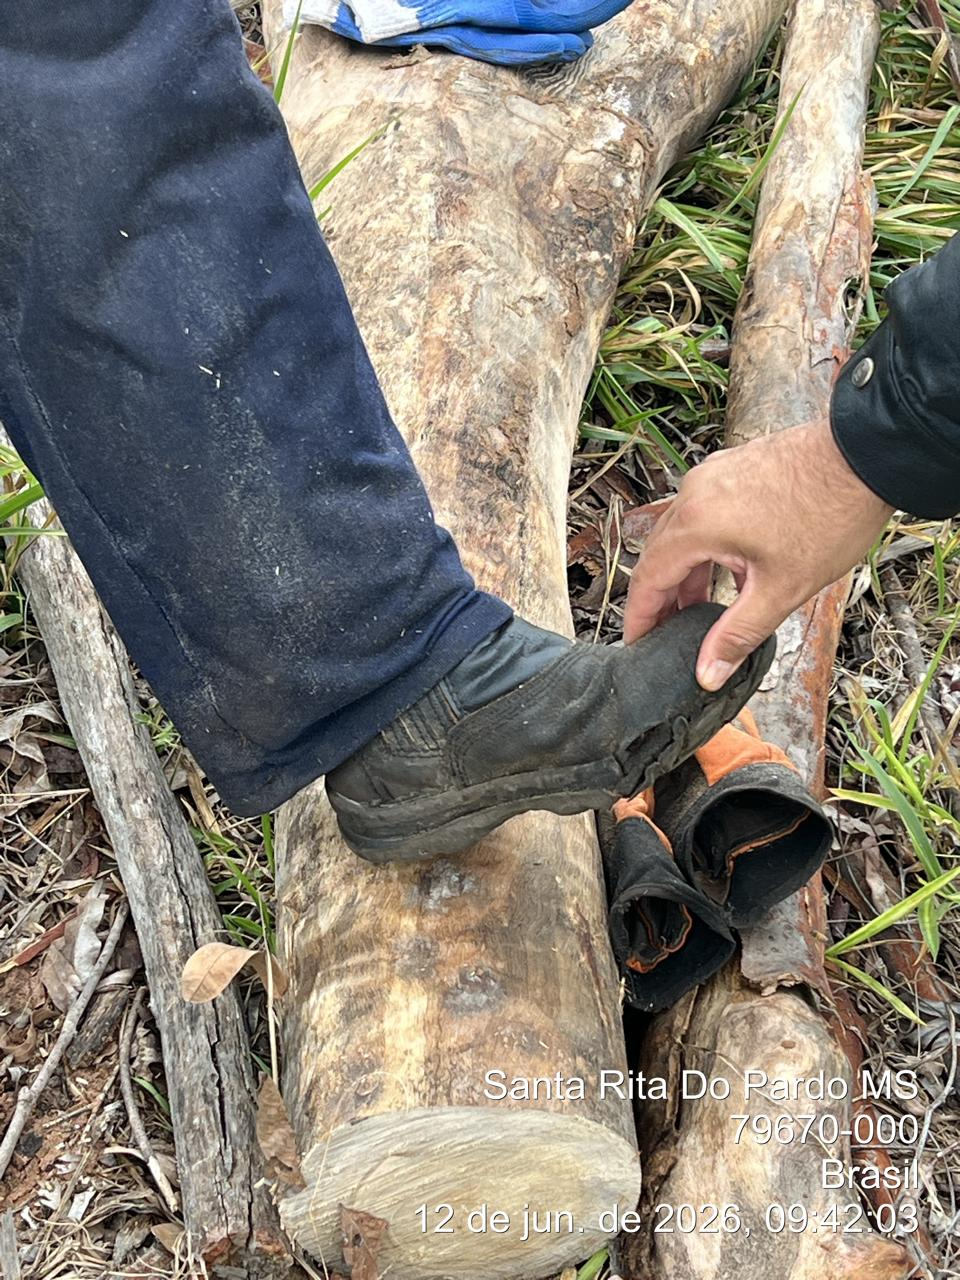 Santa Rita Do Pardo MS
79670-000
Brasil
12 de jun. de 2026, 09:42:03